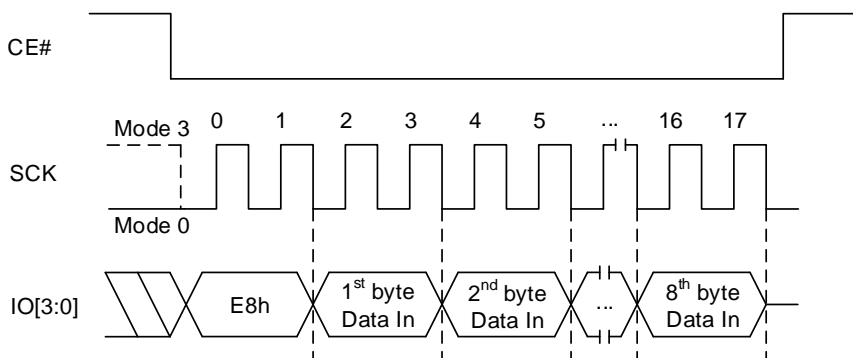 CE#
0 1 2 3 4 5 ... 16 17
Mode 3
SCK
Mode 0
IO[3:0]
E8h
1st byte
Data In
2nd byte
Data In
...
8th byte
Data In